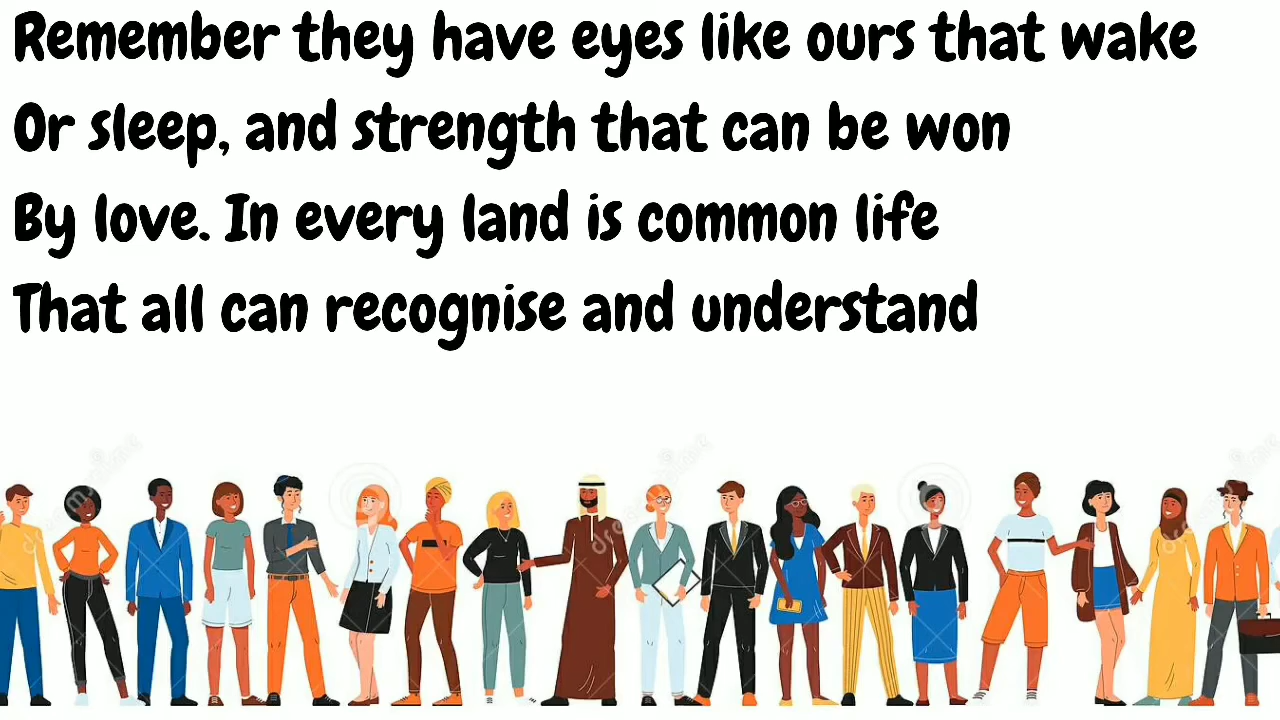 Remember they have eyes like ours that wake
Or sleep, and strength that can be won
By love. In every land is common life
That all can recognise and understand